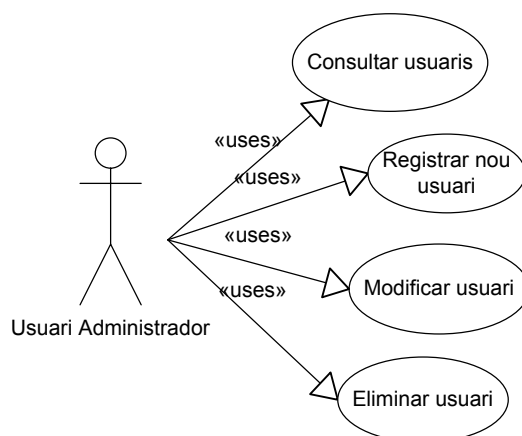 Consultar usuaris
«uses»
Registrar nou
usuari
«uses»
«uses»
Modificar usuari
«uses»
Usuari Administrador
Eliminar usuari